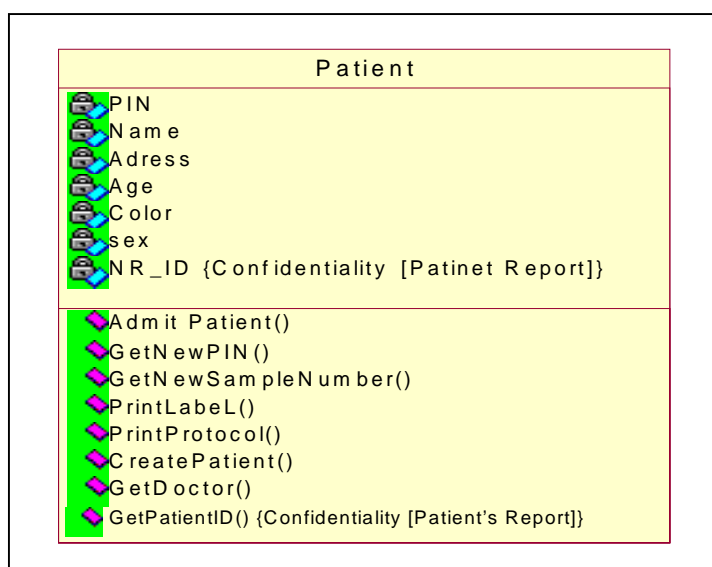 Patient
PIN
Name
Adress
Age
Color
sex
NR_ID {Confidentiality [Patinet Report]}
Admit Patient()
GetNewPIN()
GetNewSampleNumber()
PrintLabeL()
PrintProtocol()
CreatePatient()
GetDoctor()
GetPatientID() {Confidentiality [Patient's Report]}